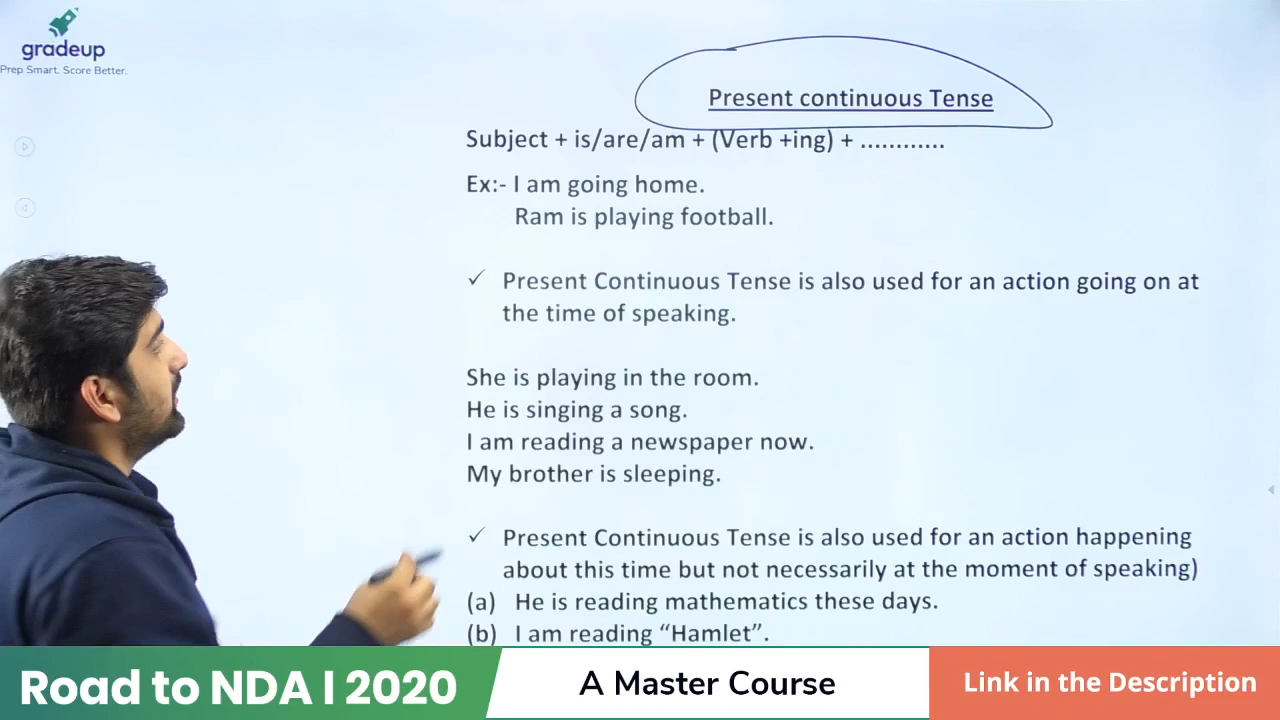 gradeup
Prep Smart. Score Better.
Present continuous Tense
Subject + is/are/am + (Verb +ing) + ............
Ex:- I am going home.
Ram is playing football.
✓ Present Continuous Tense is also used for an action going on at
the time of speaking.
She is playing in the room.
He is singing a song.
I am reading a newspaper now.
My brother is sleeping.
✓ Present Continuous Tense is also used for an action happening
about this time but not necessarily at the moment of speaking)
(a) He is reading mathematics these days.
(b) I am reading “Hamlet”.
Road to NDA I 2020
A Master Course
Link in the Description